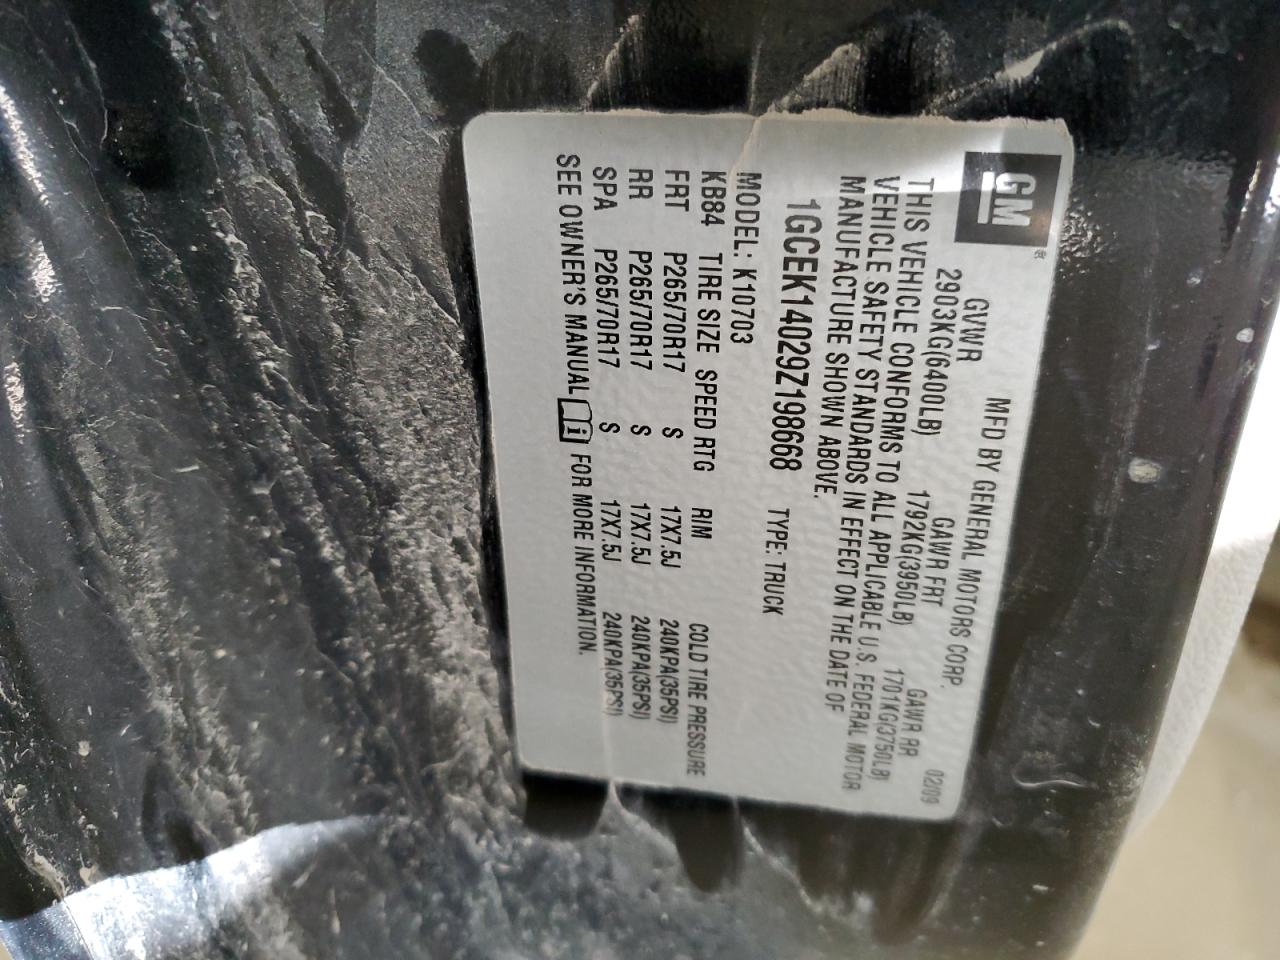 GM
MFD BY GENERAL MOTORS CORP.
02/09
GVWR GAWR FRT GAWR RR
2903KG(6400LB) 1792KG(3950LB) 1701KG(3750LB)
THIS VEHICLE CONFORMS TO ALL APPLICABLE U.S. FEDERAL MOTOR
VEHICLE SAFETY STANDARDS IN EFFECT ON THE DATE OF
MANUFACTURE SHOWN ABOVE.
1GCEK14029Z198668 TYPE: TRUCK
MODEL: K10703
KB84 TIRE SIZE SPEED RTG RIM COLD TIRE PRESSURE
FRT P265/70R17 S 17X7.5J 240KPA(35PSI)
RR P265/70R17 S 17X7.5J 240KPA(35PSI)
SPA P265/70R17 S 17X7.5J 240KPA(35PSI)
SEE OWNER'S MANUAL i FOR MORE INFORMATION.